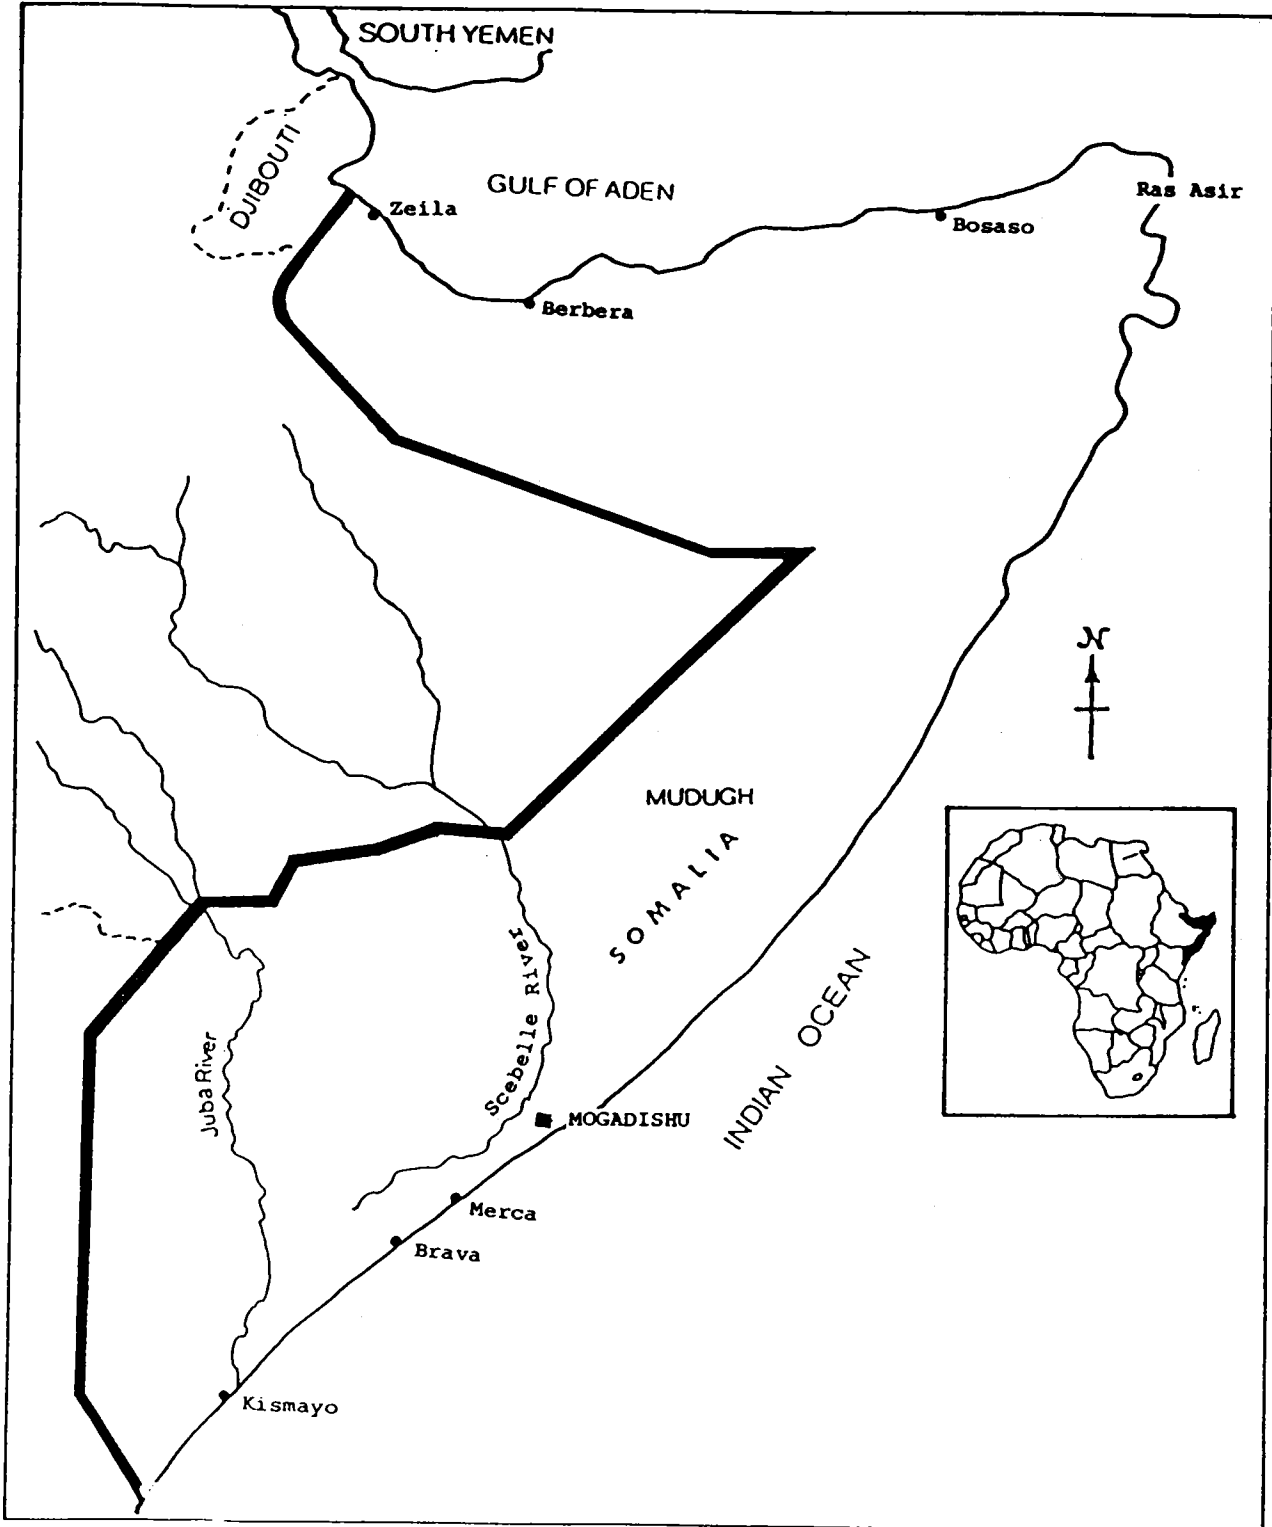 SOUTH YEMEN
DJIBOUTI
GULF OF ADEN
Ras Asir
Zeila
Bosaso
Berbera
N
MUDUGH
SOMALIA
Scebelle River
INDIAN OCEAN
Juba River
MOGADISHU
Merca
Brava
Kismayo